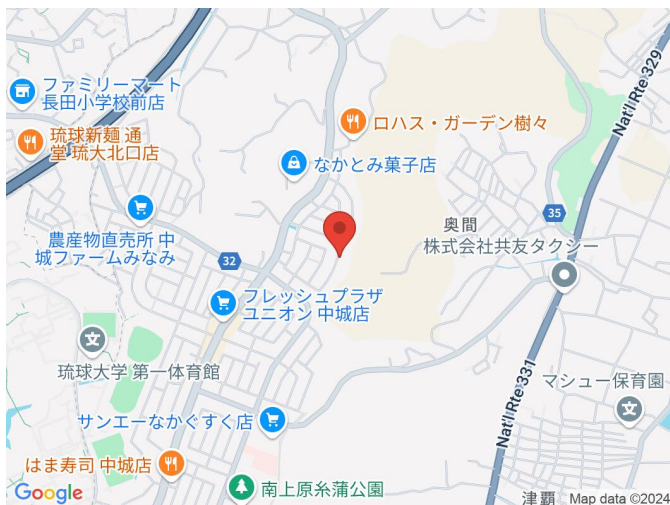 ファミリーマート
長田小学校前店
Nat'l Rte 329
琉球新麺 通
堂 琉大北口店
ロハス・ガーデン樹々
なかとみ菓子店
農産物直売所 中
城ファームみなみ
32
奥間
35
株式会社共友タクシー
フレッシュプラザ
ユニオン 中城店
琉球大学 第一体育館
Nat'l Rte 331
マシュー保育園
サンエーなかぐすく店
はま寿司 中城店
南上原糸蒲公園
津覇
Google
Map data ©2024